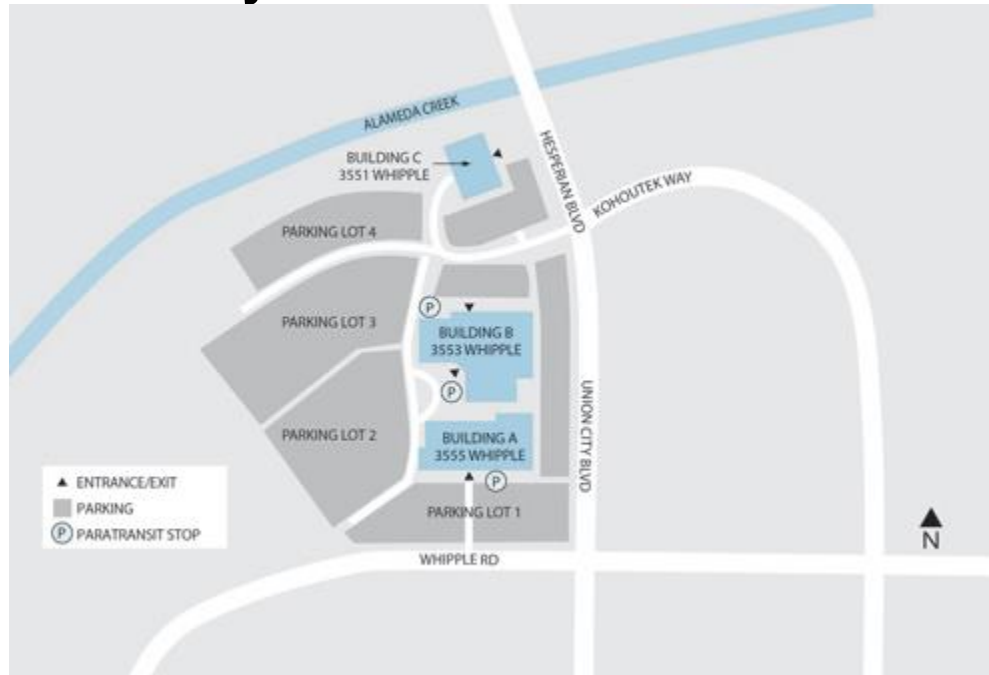 ALAMEDA CREEK
HESPERIAN BLVD
BUILDING C
3551 WHIPPLE
KOHOUTEK WAY
PARKING LOT 4
P
PARKING LOT 3
BUILDING B
3553 WHIPPLE
P
UNION CITY BLVD
PARKING LOT 2
BUILDING A
3555 WHIPPLE
P
ENTRANCE/EXIT
PARKING
P PARATRANSIT STOP
PARKING LOT 1
N
WHIPPLE RD